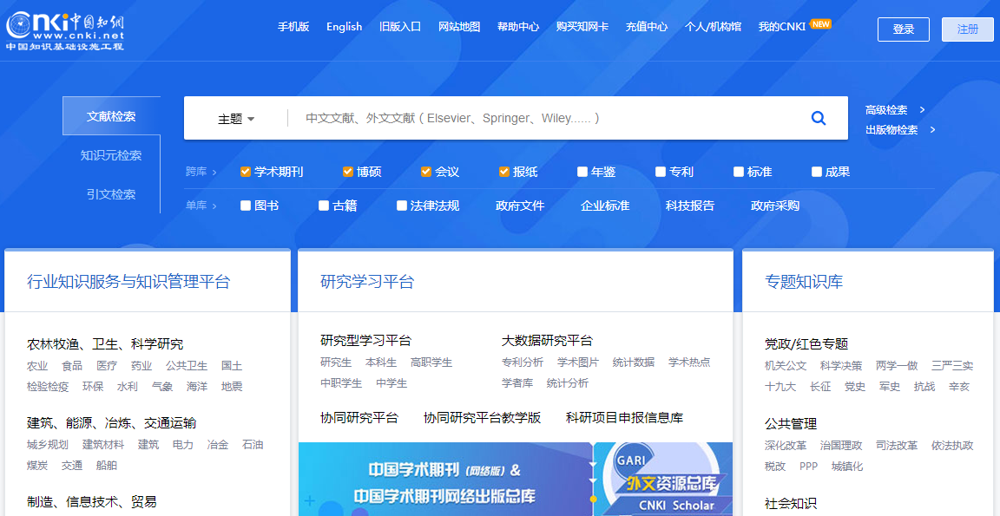 cnki中国知网
www.cnki.net
中国知识基础设施工程
手机版 English 旧版入口 网站地图 帮助中心 购买知网卡 充值中心 个人/机构馆 我的CNKI NEW
登录 注册
文献检索
知识元检索
引文检索
主题 中文文献、外文文献（Elsevier、Springer、Wiley......）
高级检索 >
出版物检索 >
跨库 > 学术期刊 博硕 会议 报纸 年鉴 专利 标准 成果
单库 > 图书 古籍 法律法规 政府文件 企业标准 科技报告 政府采购
行业知识服务与知识管理平台
农林牧渔、卫生、科学研究
农业 食品 医疗 药业 公共卫生 国土
检验检疫 环保 水利 气象 海洋 地震
建筑、能源、冶炼、交通运输
城乡规划 建筑材料 建筑 电力 冶金 石油
煤炭 交通 船舶
制造、信息技术、贸易
研究学习平台
研究型学习平台
研究生 本科生 高职学生
中职学生 中学生
大数据研究平台
专利分析 学术图片 统计数据 学术热点
学者库 统计分析
协同研究平台 协同研究平台教学版 科研项目申报信息库
中国学术期刊（网络版）&
中国学术期刊网络出版总库
GARI
外文资源总库
CNKI Scholar
专题知识库
党政/红色专题
机关公文 科学决策 两学一做 三严三实
十九大 长征 党史 军史 抗战 辛亥
公共管理
深化改革 治国理政 司法改革 依法执政
税改 PPP 城镇化
社会知识